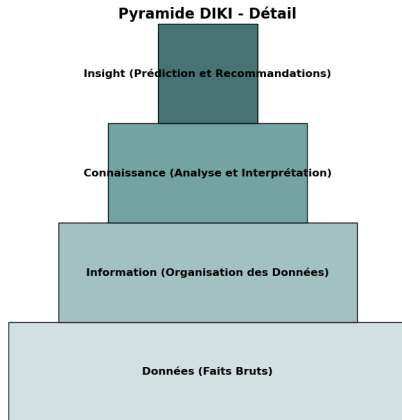 Pyramide DIKI - Détail
Insight (Prédiction et Recommandations)
Connaissance (Analyse et Interprétation)
Information (Organisation des Données)
Données (Faits Bruts)